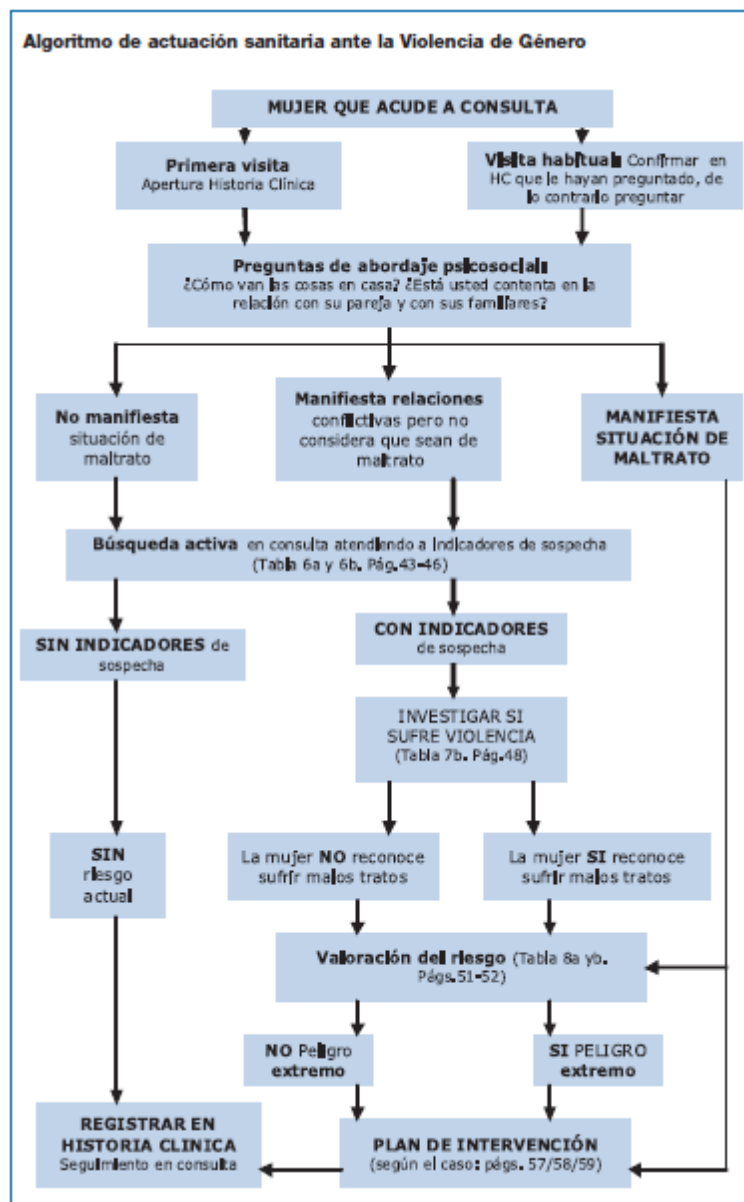 Algoritmo de actuación sanitaria ante la Violencia de Género
MUJER QUE ACUDE A CONSULTA
Primera visita
Apertura Historia Clínica
Visita habitual: Confirmar en
HC que le hayan preguntado, de
lo contrario preguntar
Preguntas de abordaje psicosocial:
¿Cómo van las cosas en casa? ¿Está usted contenta en la
relación con su pareja y con sus familiares?
No manifiesta
situación de
maltrato
Manifiesta relaciones
conflictivas pero no
considera que sean de
maltrato
MANIFIESTA
SITUACIÓN DE
MALTRATO
Búsqueda activa en consulta atendiendo a indicadores de sospecha
(Tabla 6a y 6b. Pág.43-46)
SIN INDICADORES de
sospecha
CON INDICADORES
de sospecha
INVESTIGAR SI
SUFRE VIOLENCIA
(Tabla 7b. Pág.48)
SIN
riesgo
actual
La mujer NO reconoce
sufrir malos tratos
La mujer SI reconoce
sufrir malos tratos
Valoración del riesgo (Tabla 8a yb.
Págs.51-52)
NO Peligro
extremo
SI PELIGRO
extremo
REGISTRAR EN
HISTORIA CLINICA
Seguimiento en consulta
PLAN DE INTERVENCIÓN
(según el caso: págs. 57/58/59)